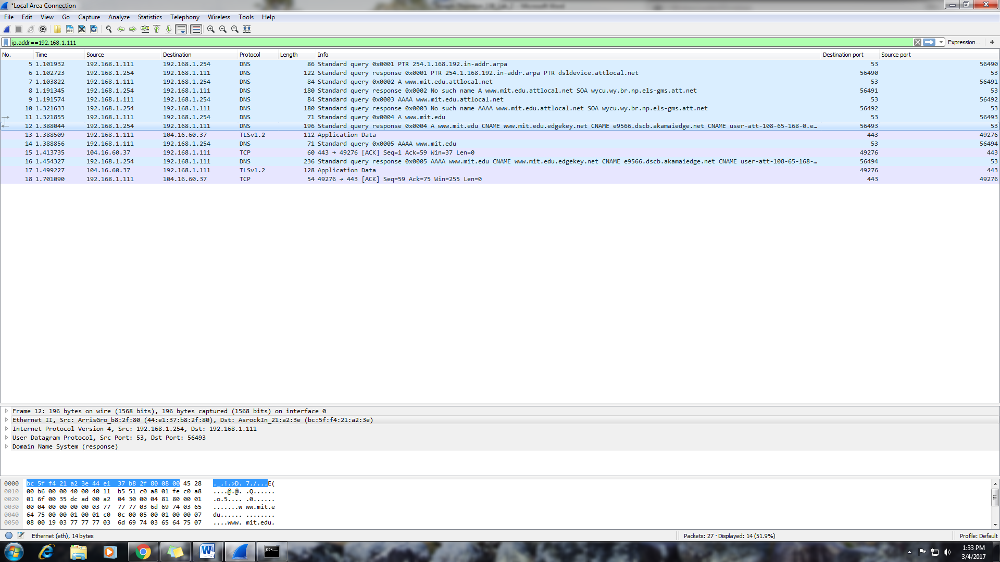 *Local Area Connection
File Edit View Go Capture Analyze Statistics Telephony Wireless Tools Help
ip.addr==192.168.1.111 Expression... +
No. Time Source Destination Protocol Length Info Destination port Source port
5 1.101932 192.168.1.111 192.168.1.254 DNS 86 Standard query 0x0001 PTR 254.1.168.192.in-addr.arpa 53 56490
6 1.102723 192.168.1.254 192.168.1.111 DNS 122 Standard query response 0x0001 PTR 254.1.168.192.in-addr.arpa PTR dsldevice.attlocal.net 56490 53
7 1.103822 192.168.1.111 192.168.1.254 DNS 84 Standard query 0x0002 A www.mit.edu.attlocal.net 53 56491
8 1.191345 192.168.1.254 192.168.1.111 DNS 180 Standard query response 0x0002 No such name A www.mit.edu.attlocal.net SOA wycu.wy.br.np.els-gms.att.net 56491 53
9 1.191574 192.168.1.111 192.168.1.254 DNS 84 Standard query 0x0003 AAAA www.mit.edu.attlocal.net 53 56492
10 1.321633 192.168.1.254 192.168.1.111 DNS 180 Standard query response 0x0003 No such name AAAA www.mit.edu.attlocal.net SOA wycu.wy.br.np.els-gms.att.net 56492 53
11 1.321855 192.168.1.111 192.168.1.254 DNS 71 Standard query 0x0004 A www.mit.edu 53 56493
12 1.388044 192.168.1.254 192.168.1.111 DNS 196 Standard query response 0x0004 A www.mit.edu CNAME www.mit.edu.edgekey.net CNAME e9566.dscb.akamaiedge.net CNAME user-att-108-65-168-0.e… 56493 53
13 1.388509 192.168.1.111 104.16.60.37 TLSv1.2 112 Application Data 443 49276
14 1.388856 192.168.1.111 192.168.1.254 DNS 71 Standard query 0x0005 AAAA www.mit.edu 53 56494
15 1.413735 104.16.60.37 192.168.1.111 TCP 60 443 → 49276 [ACK] Seq=1 Ack=59 Win=37 Len=0 49276 443
16 1.454327 192.168.1.254 192.168.1.111 DNS 236 Standard query response 0x0005 AAAA www.mit.edu CNAME www.mit.edu.edgekey.net CNAME e9566.dscb.akamaiedge.net CNAME user-att-108-65-168-… 56494 53
17 1.499227 104.16.60.37 192.168.1.111 TLSv1.2 128 Application Data 49276 443
18 1.701090 192.168.1.111 104.16.60.37 TCP 54 49276 → 443 [ACK] Seq=59 Ack=75 Win=255 Len=0 443 49276
Frame 12: 196 bytes on wire (1568 bits), 196 bytes captured (1568 bits) on interface 0
Ethernet II, Src: ArrisGro_b8:2f:80 (44:e1:37:b8:2f:80), Dst: AsrockIn_21:a2:3e (bc:5f:f4:21:a2:3e)
Internet Protocol Version 4, Src: 192.168.1.254, Dst: 192.168.1.111
User Datagram Protocol, Src Port: 53, Dst Port: 56493
Domain Name System (response)
0000 bc 5f f4 21 a2 3e 44 e1 37 b8 2f 80 08 00 45 28 ._.!.>D. 7./...E(
0010 00 b6 00 00 40 00 40 11 b5 51 c0 a8 01 fe c0 a8 ....@.@. .Q......
0020 01 6f 00 35 dc ad 00 a2 04 30 00 04 81 80 00 01 .o.5.... .0......
0030 00 04 00 00 00 00 03 77 77 77 03 6d 69 74 03 65 .......w ww.mit.e
0040 64 75 00 00 01 00 01 c0 0c 00 05 00 01 00 00 07 du...... ........
0050 08 00 19 03 77 77 77 03 6d 69 74 03 65 64 75 07 ....www. mit.edu.
Ethernet (eth), 14 bytes Packets: 27 · Displayed: 14 (51.9%) Profile: Default
1:33 PM
3/4/2017